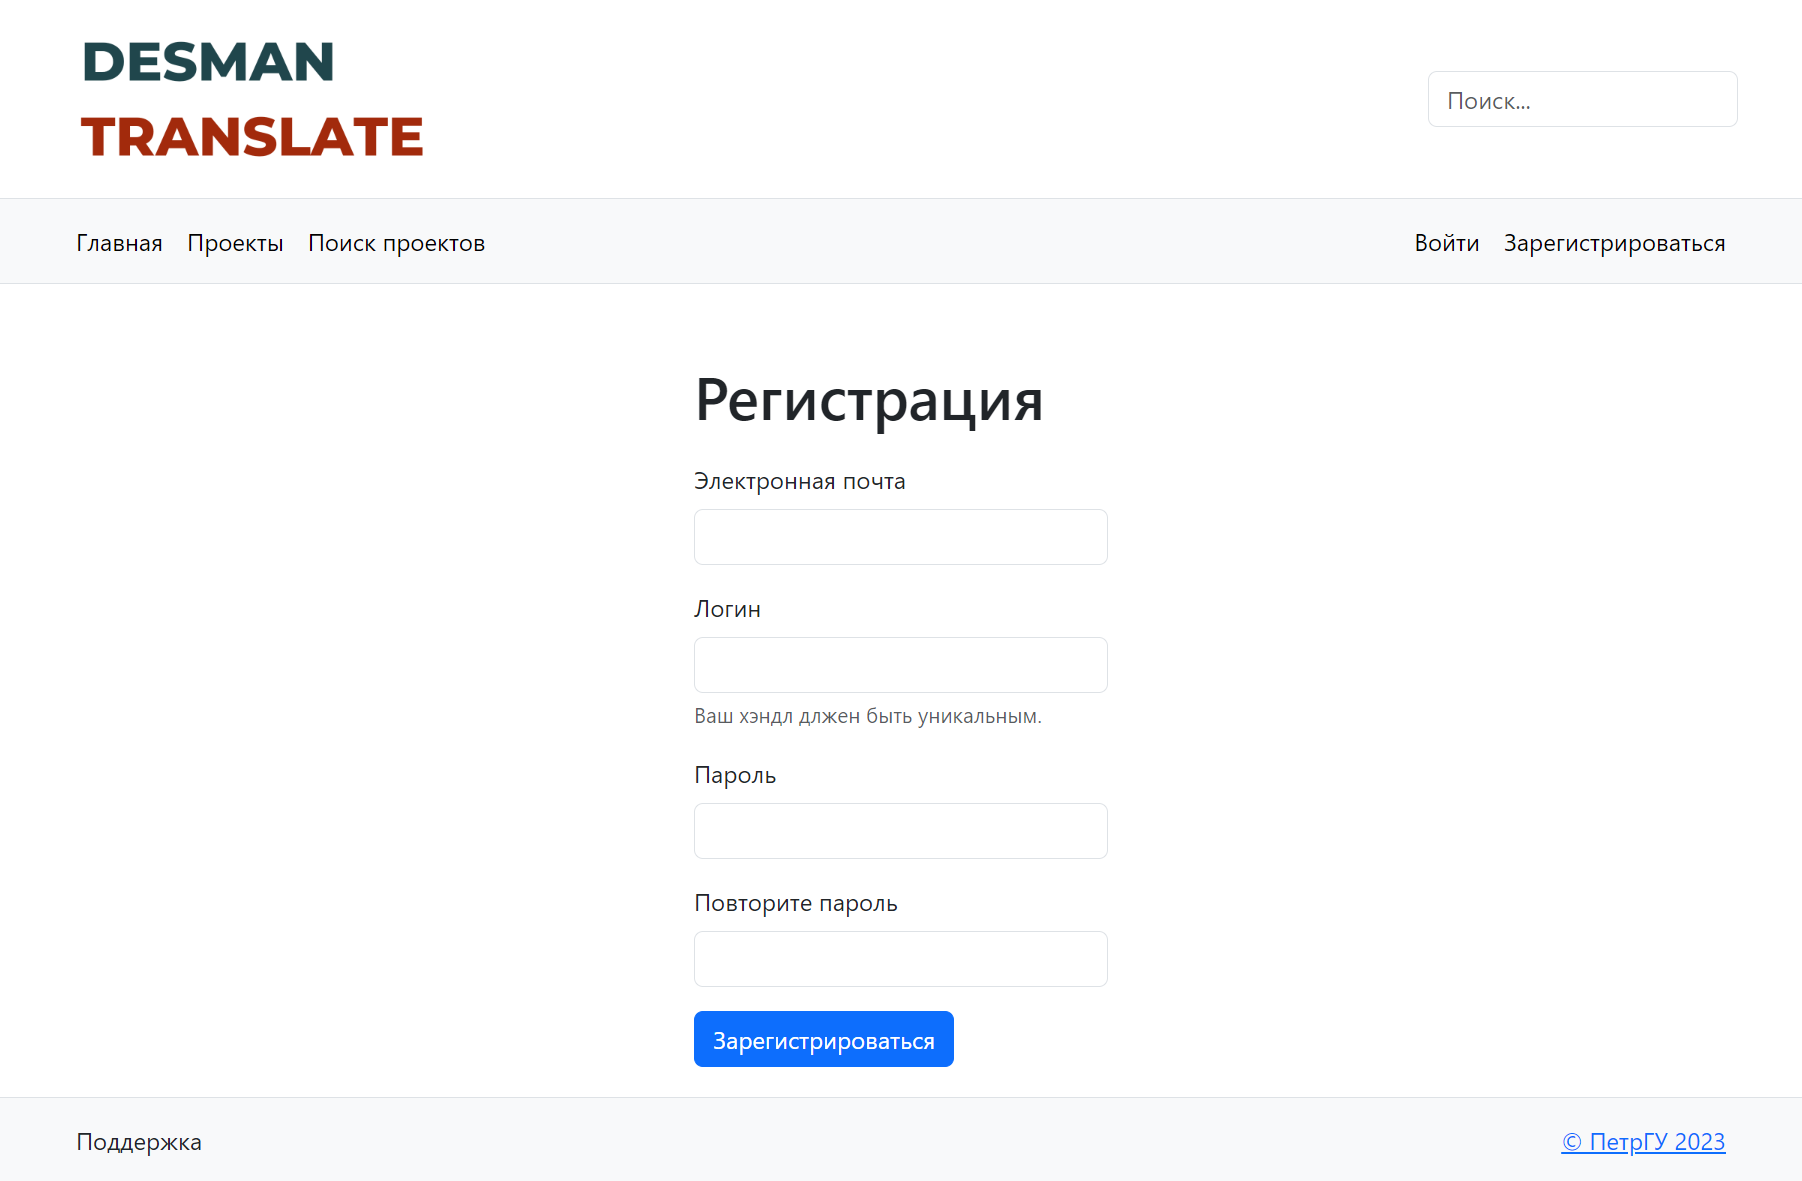 DESMAN
TRANSLATE
Поиск...
Главная Проекты Поиск проектов Войти Зарегистрироваться
Регистрация
Электронная почта
Логин
Ваш хэндл длжен быть уникальным.
Пароль
Повторите пароль
Зарегистрироваться
Поддержка © ПетрГУ 2023